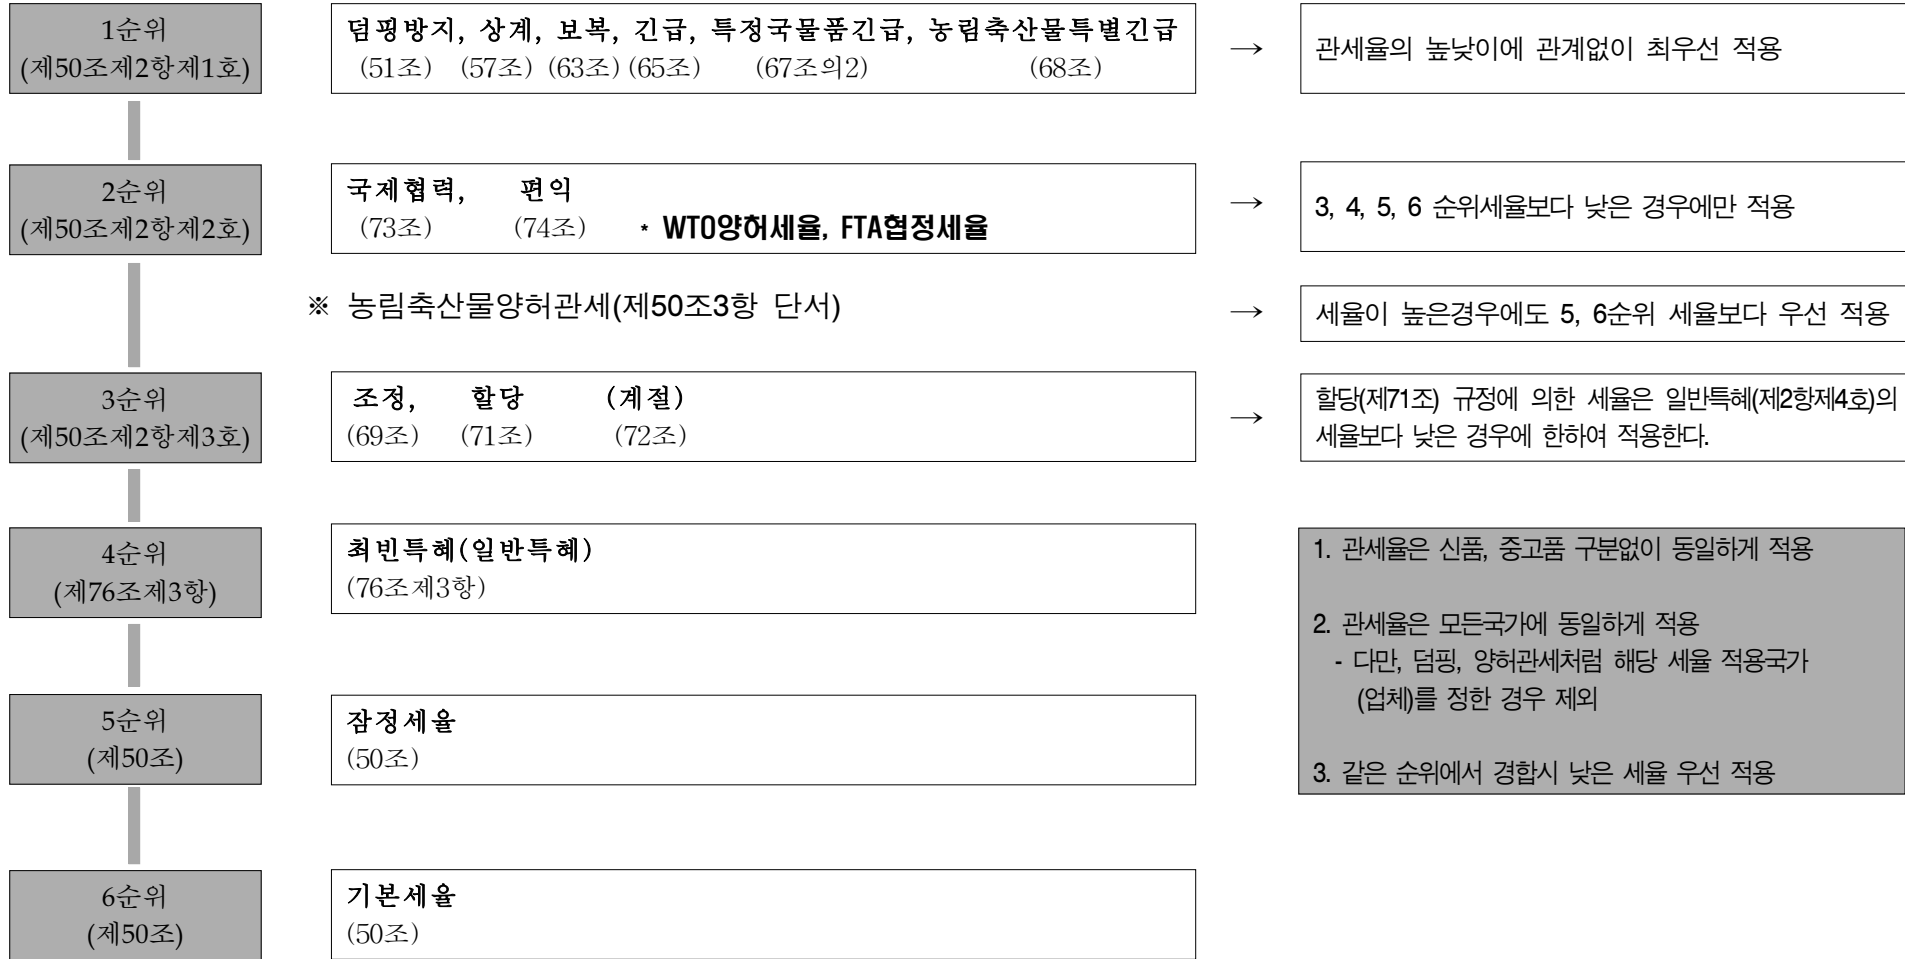 1순위
(제50조제2항제1호)
덤핑방지, 상계, 보복, 긴급, 특정국물품긴급, 농림축산물특별긴급
(51조) (57조) (63조) (65조) (67조의2) (68조)
→
관세율의 높낮이에 관계없이 최우선 적용
2순위
(제50조제2항제2호)
국제협력, 편익
(73조) (74조) * WTO양허세율, FTA협정세율
→
3, 4, 5, 6 순위세율보다 낮은 경우에만 적용
※ 농림축산물양허관세(제50조3항 단서)
→
세율이 높은경우에도 5, 6순위 세율보다 우선 적용
3순위
(제50조제2항제3호)
조정, 할당 (계절)
(69조) (71조) (72조)
→
할당(제71조) 규정에 의한 세율은 일반특혜(제2항제4호)의
세율보다 낮은 경우에 한하여 적용한다.
4순위
(제76조제3항)
최빈특혜(일반특혜)
(76조제3항)
5순위
(제50조)
잠정세율
(50조)
6순위
(제50조)
기본세율
(50조)
1. 관세율은 신품, 중고품 구분없이 동일하게 적용
2. 관세율은 모든국가에 동일하게 적용
- 다만, 덤핑, 양허관세처럼 해당 세율 적용국가
(업체)를 정한 경우 제외
3. 같은 순위에서 경합시 낮은 세율 우선 적용